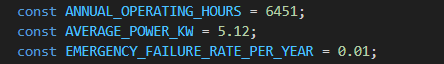 const ANNUAL_OPERATING_HOURS = 6451;
const AVERAGE_POWER_KW = 5.12;
const EMERGENCY_FAILURE_RATE_PER_YEAR = 0.01;